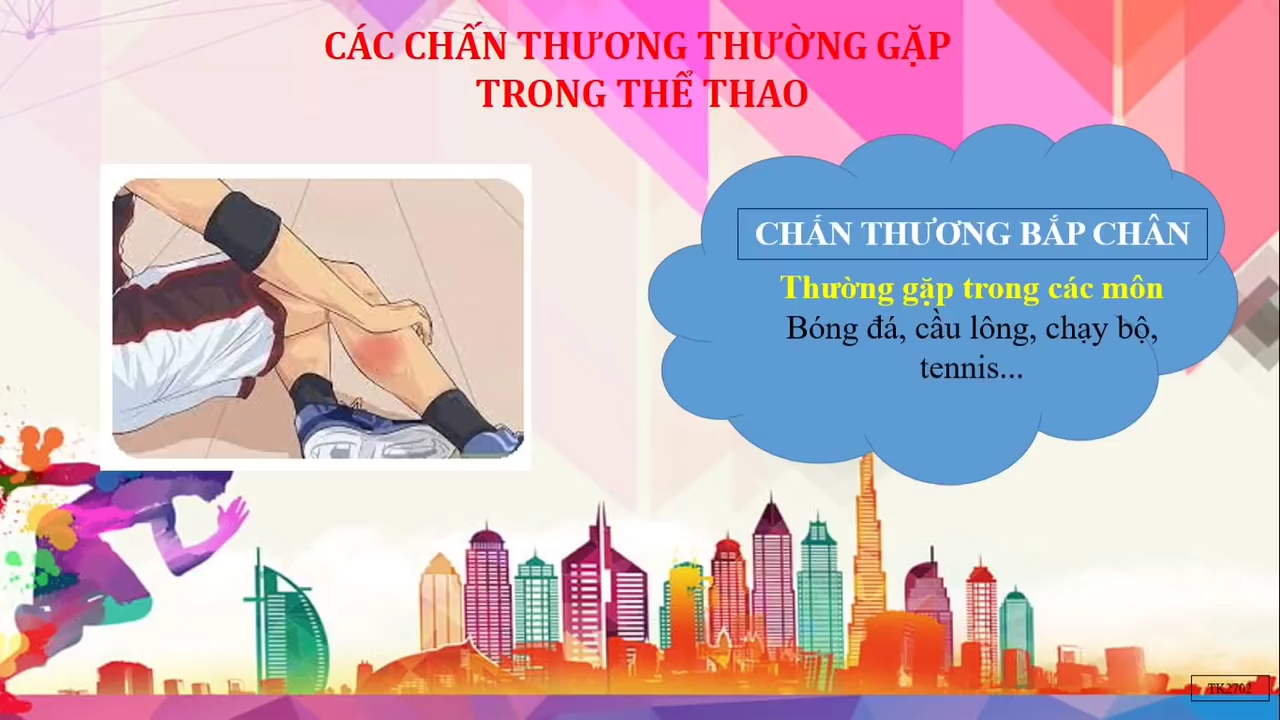 CÁC CHẤN THƯƠNG THƯỜNG GẶP
TRONG THỂ THAO
CHẤN THƯƠNG BẮP CHÂN
Thường gặp trong các môn
Bóng đá, cầu lông, chạy bộ,
tennis...
TK2702